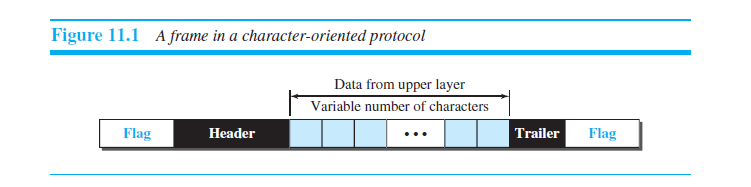 Figure 11.1 A frame in a character-oriented protocol
Data from upper layer
Variable number of characters
Flag Header ••• Trailer Flag